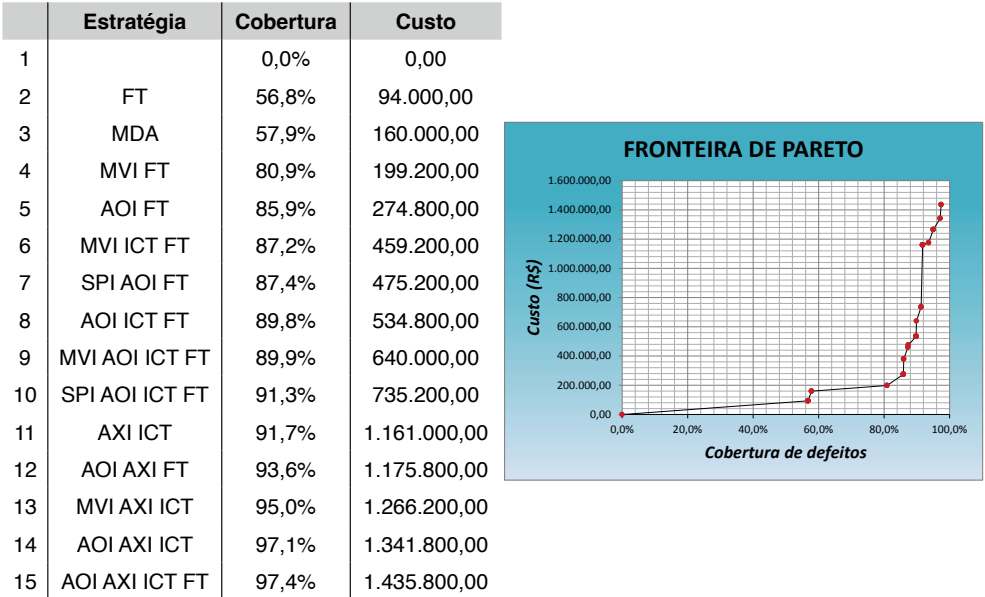 Estratégia Cobertura Custo
1 0,0% 0,00
2 FT 56,8% 94.000,00
3 MDA 57,9% 160.000,00
4 MVI FT 80,9% 199.200,00
5 AOI FT 85,9% 274.800,00
6 MVI ICT FT 87,2% 459.200,00
7 SPI AOI FT 87,4% 475.200,00
8 AOI ICT FT 89,8% 534.800,00
9 MVI AOI ICT FT 89,9% 640.000,00
10 SPI AOI ICT FT 91,3% 735.200,00
11 AXI ICT 91,7% 1.161.000,00
12 AOI AXI FT 93,6% 1.175.800,00
13 MVI AXI ICT 95,0% 1.266.200,00
14 AOI AXI ICT 97,1% 1.341.800,00
15 AOI AXI ICT FT 97,4% 1.435.800,00
FRONTEIRA DE PARETO
Custo (R$)
1.600.000,00
1.400.000,00
1.200.000,00
1.000.000,00
800.000,00
600.000,00
400.000,00
200.000,00
0,00
0,0% 20,0% 40,0% 60,0% 80,0% 100,0%
Cobertura de defeitos